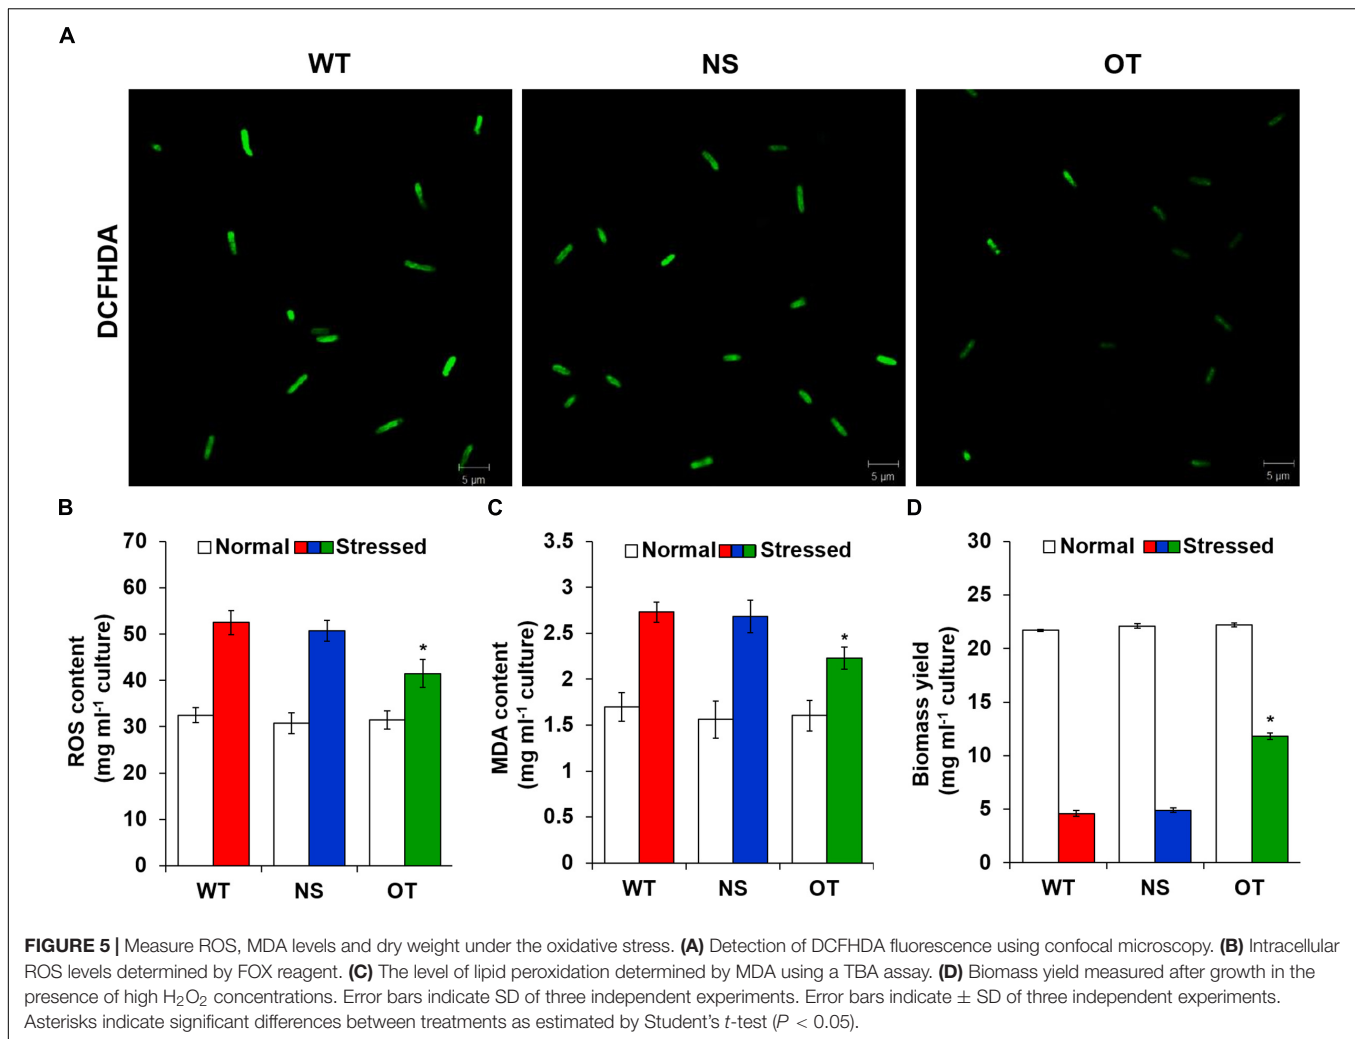 A
WT NS OT
DCFHDA
5 µm 5 µm 5 µm
B
Normal Stressed
ROS content
(mg ml-1 culture)
70
60
50
40
30
20
10
0
WT NS OT
*
C
Normal Stressed
MDA content
(mg ml-1 culture)
3.5
3
2.5
2
1.5
1
0.5
0
WT NS OT
*
D
Normal Stressed
Biomass yield
(mg ml-1 culture)
30
25
20
15
10
5
0
WT NS OT
*
FIGURE 5 | Measure ROS, MDA levels and dry weight under the oxidative stress. (A) Detection of DCFHDA fluorescence using confocal microscopy. (B) Intracellular
ROS levels determined by FOX reagent. (C) The level of lipid peroxidation determined by MDA using a TBA assay. (D) Biomass yield measured after growth in the
presence of high H2O2 concentrations. Error bars indicate SD of three independent experiments. Error bars indicate ± SD of three independent experiments.
Asterisks indicate significant differences between treatments as estimated by Student's t-test (P < 0.05).